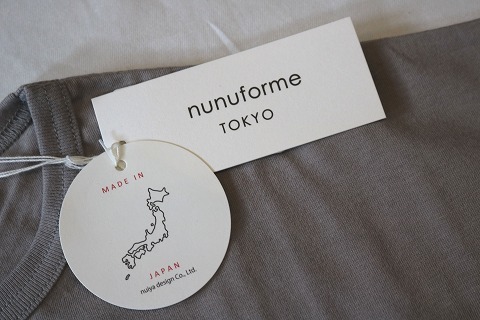 nunuforme
TOKYO
MADE IN
JAPAN
nuiya design Co., Ltd.